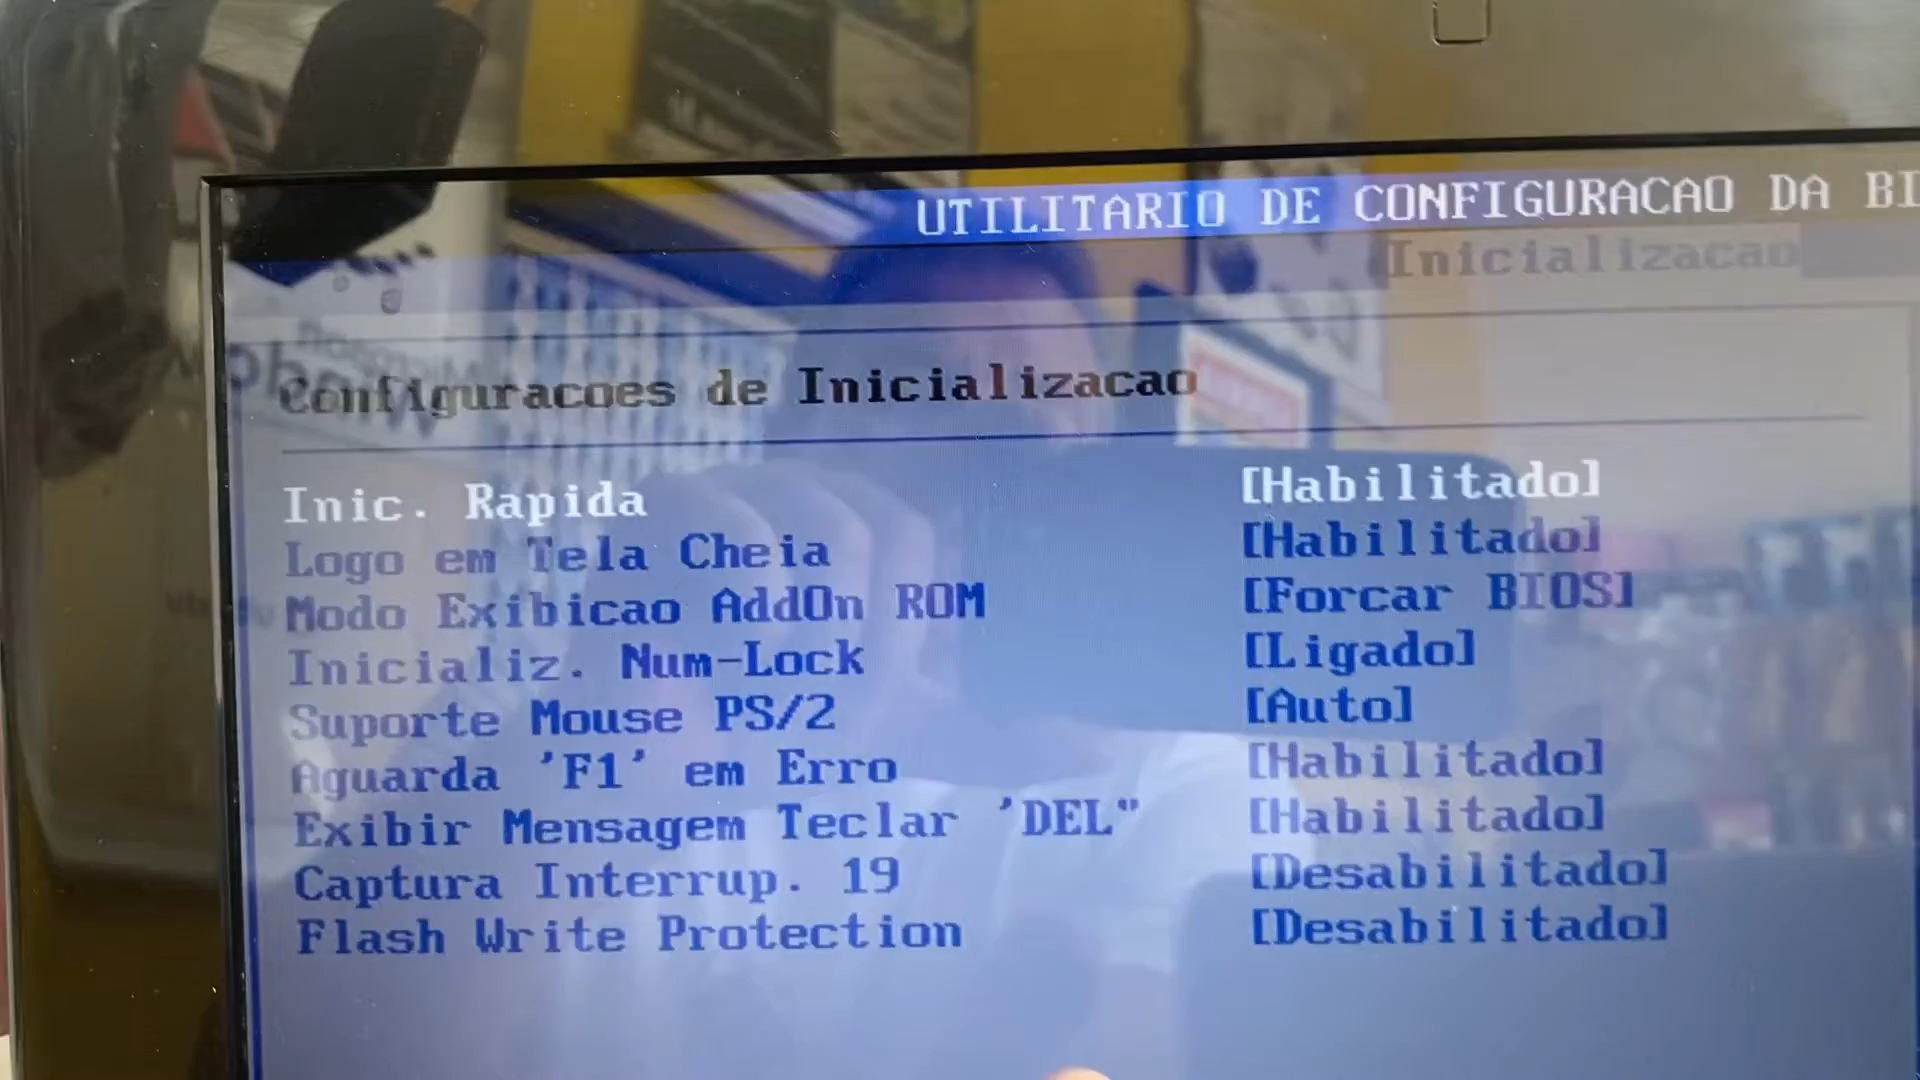 UTILITARIO DE CONFIGURACAO DA BI
Inicializacao
Configuracoes de Inicializacao
Inic. Rapida [Habilitado]
Logo em Tela Cheia [Habilitado]
Modo Exibicao AddOn ROM [Forcar BIOS]
Inicializ. Num-Lock [Ligado]
Suporte Mouse PS/2 [Auto]
Aguarda 'F1' em Erro [Habilitado]
Exibir Mensagem Teclar 'DEL" [Habilitado]
Captura Interrup. 19 [Desabilitado]
Flash Write Protection [Desabilitado]